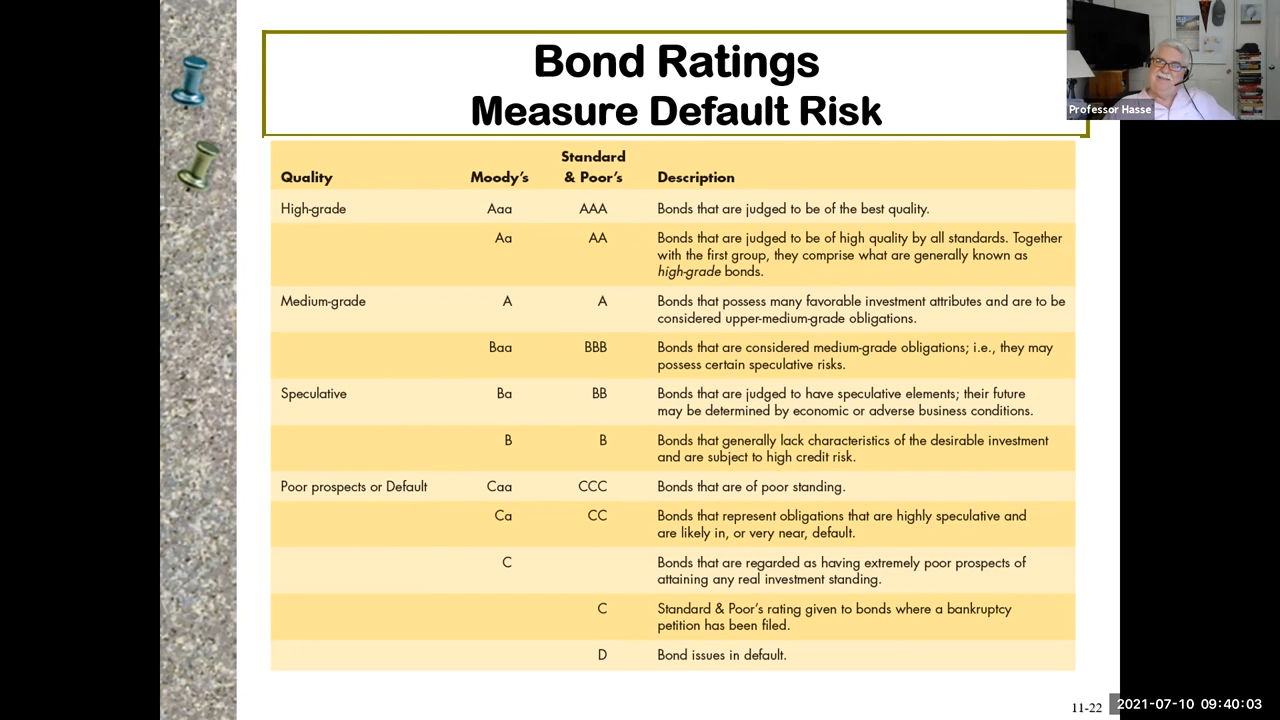 Bond Ratings
Measure Default Risk
Professor Hasse
Quality Moody's Standard & Poor's Description
High-grade Aaa AAA Bonds that are judged to be of the best quality.
Aa AA Bonds that are judged to be of high quality by all standards. Together
with the first group, they comprise what are generally known as
high-grade bonds.
Medium-grade A A Bonds that possess many favorable investment attributes and are to be
considered upper-medium-grade obligations.
Baa BBB Bonds that are considered medium-grade obligations; i.e., they may
possess certain speculative risks.
Speculative Ba BB Bonds that are judged to have speculative elements; their future
may be determined by economic or adverse business conditions.
B B Bonds that generally lack characteristics of the desirable investment
and are subject to high credit risk.
Poor prospects or Default Caa CCC Bonds that are of poor standing.
Ca CC Bonds that represent obligations that are highly speculative and
are likely in, or very near, default.
C Bonds that are regarded as having extremely poor prospects of
attaining any real investment standing.
C Standard & Poor's rating given to bonds where a bankruptcy
petition has been filed.
D Bond issues in default.
11-22
2021-07-10 09:40:03